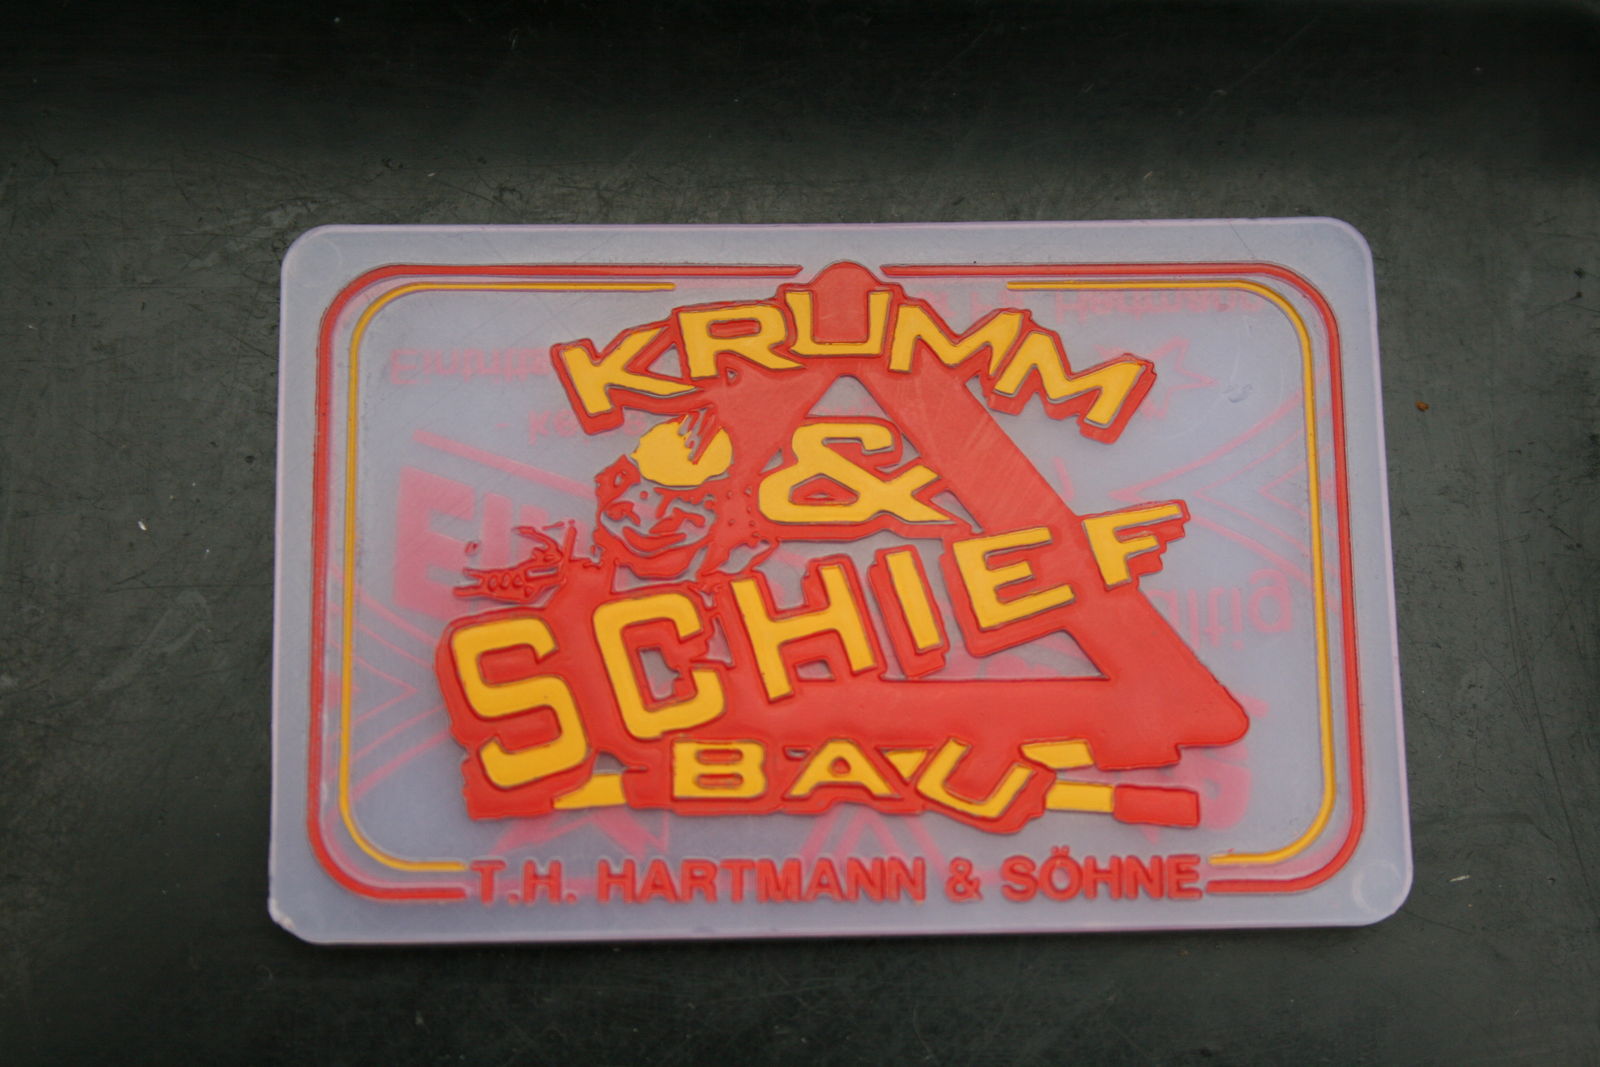 KRUMM
&
SCHIEF
BAU
T.H. HARTMANN & SÖHNE